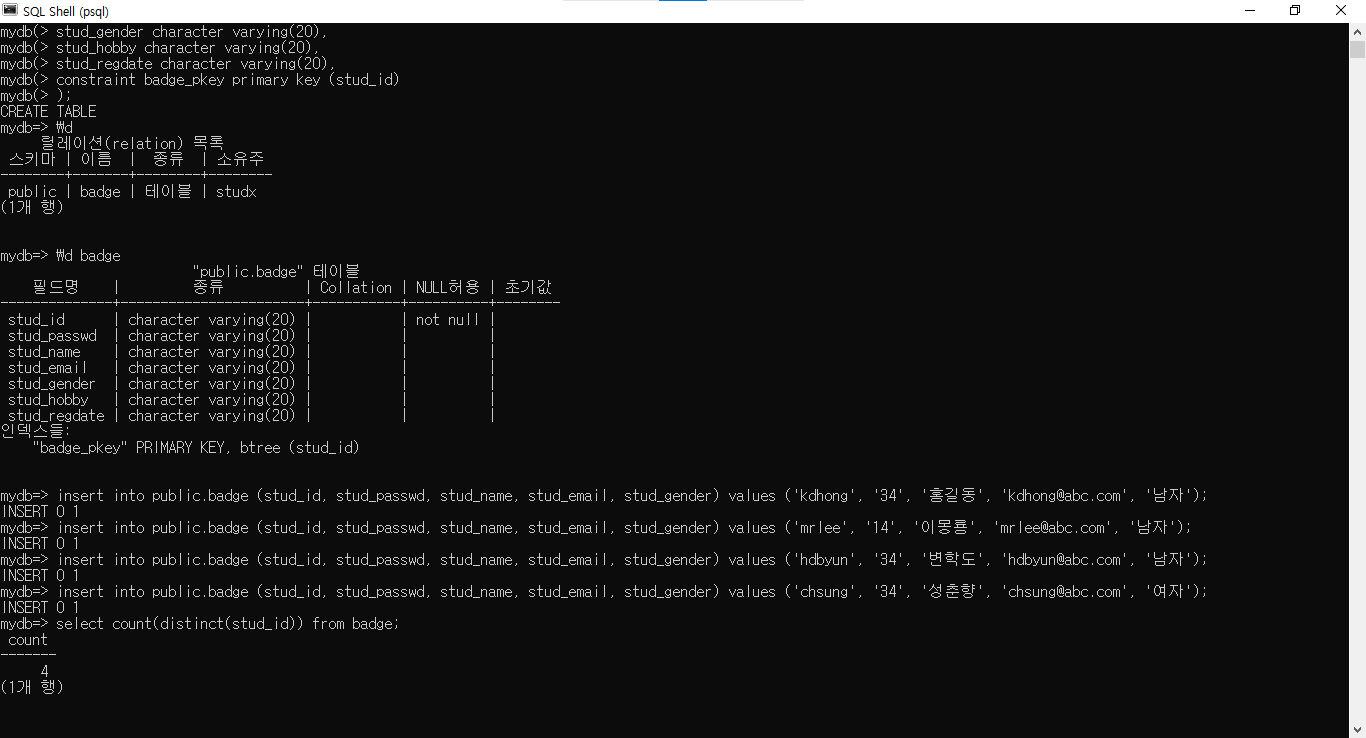 SQL Shell (psql)
mydb(> stud_gender character varying(20),
mydb(> stud_hobby character varying(20),
mydb(> stud_regdate character varying(20),
mydb(> constraint badge_pkey primary key (stud_id)
mydb(> );
CREATE TABLE
mydb=> ₩d
릴레이션(relation) 목록
스키마 | 이름 | 종류 | 소유주
--------+-------+--------+--------
public | badge | 테이블 | studx
(1개 행)
mydb=> ₩d badge
"public.badge" 테이블
필드명 | 종류 | Collation | NULL허용 | 초기값
--------------+-----------------------+-----------+----------+--------
stud_id | character varying(20) | | not null |
stud_passwd | character varying(20) | | |
stud_name | character varying(20) | | |
stud_email | character varying(20) | | |
stud_gender | character varying(20) | | |
stud_hobby | character varying(20) | | |
stud_regdate | character varying(20) | | |
인덱스들:
"badge_pkey" PRIMARY KEY, btree (stud_id)
mydb=> insert into public.badge (stud_id, stud_passwd, stud_name, stud_email, stud_gender) values ('kdhong', '34', '홍길동', 'kdhong@abc.com', '남자');
INSERT 0 1
mydb=> insert into public.badge (stud_id, stud_passwd, stud_name, stud_email, stud_gender) values ('mrlee', '14', '이몽룡', 'mrlee@abc.com', '남자');
INSERT 0 1
mydb=> insert into public.badge (stud_id, stud_passwd, stud_name, stud_email, stud_gender) values ('hdbyun', '34', '변학도', 'hdbyun@abc.com', '남자');
INSERT 0 1
mydb=> insert into public.badge (stud_id, stud_passwd, stud_name, stud_email, stud_gender) values ('chsung', '34', '성춘향', 'chsung@abc.com', '여자');
INSERT 0 1
mydb=> select count(distinct(stud_id)) from badge;
count
-------
4
(1개 행)